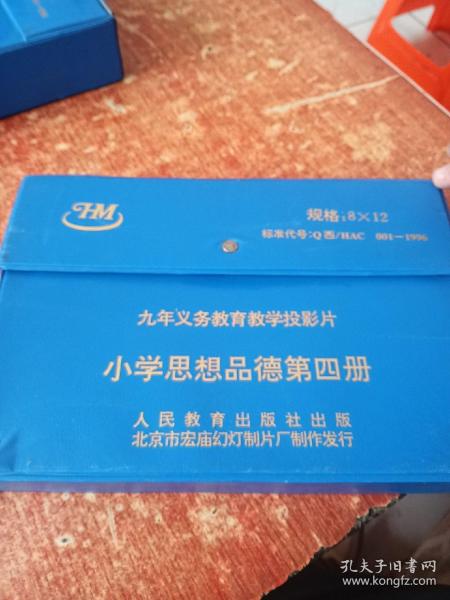 HM
规格:8×12
标准代号:Q西/HAC 001—1996
九年义务教育教学投影片
小学思想品德第四册
人民教育出版社出版
北京市宏庙幻灯制片厂制作发行
孔夫子旧书网
www.kongfz.com